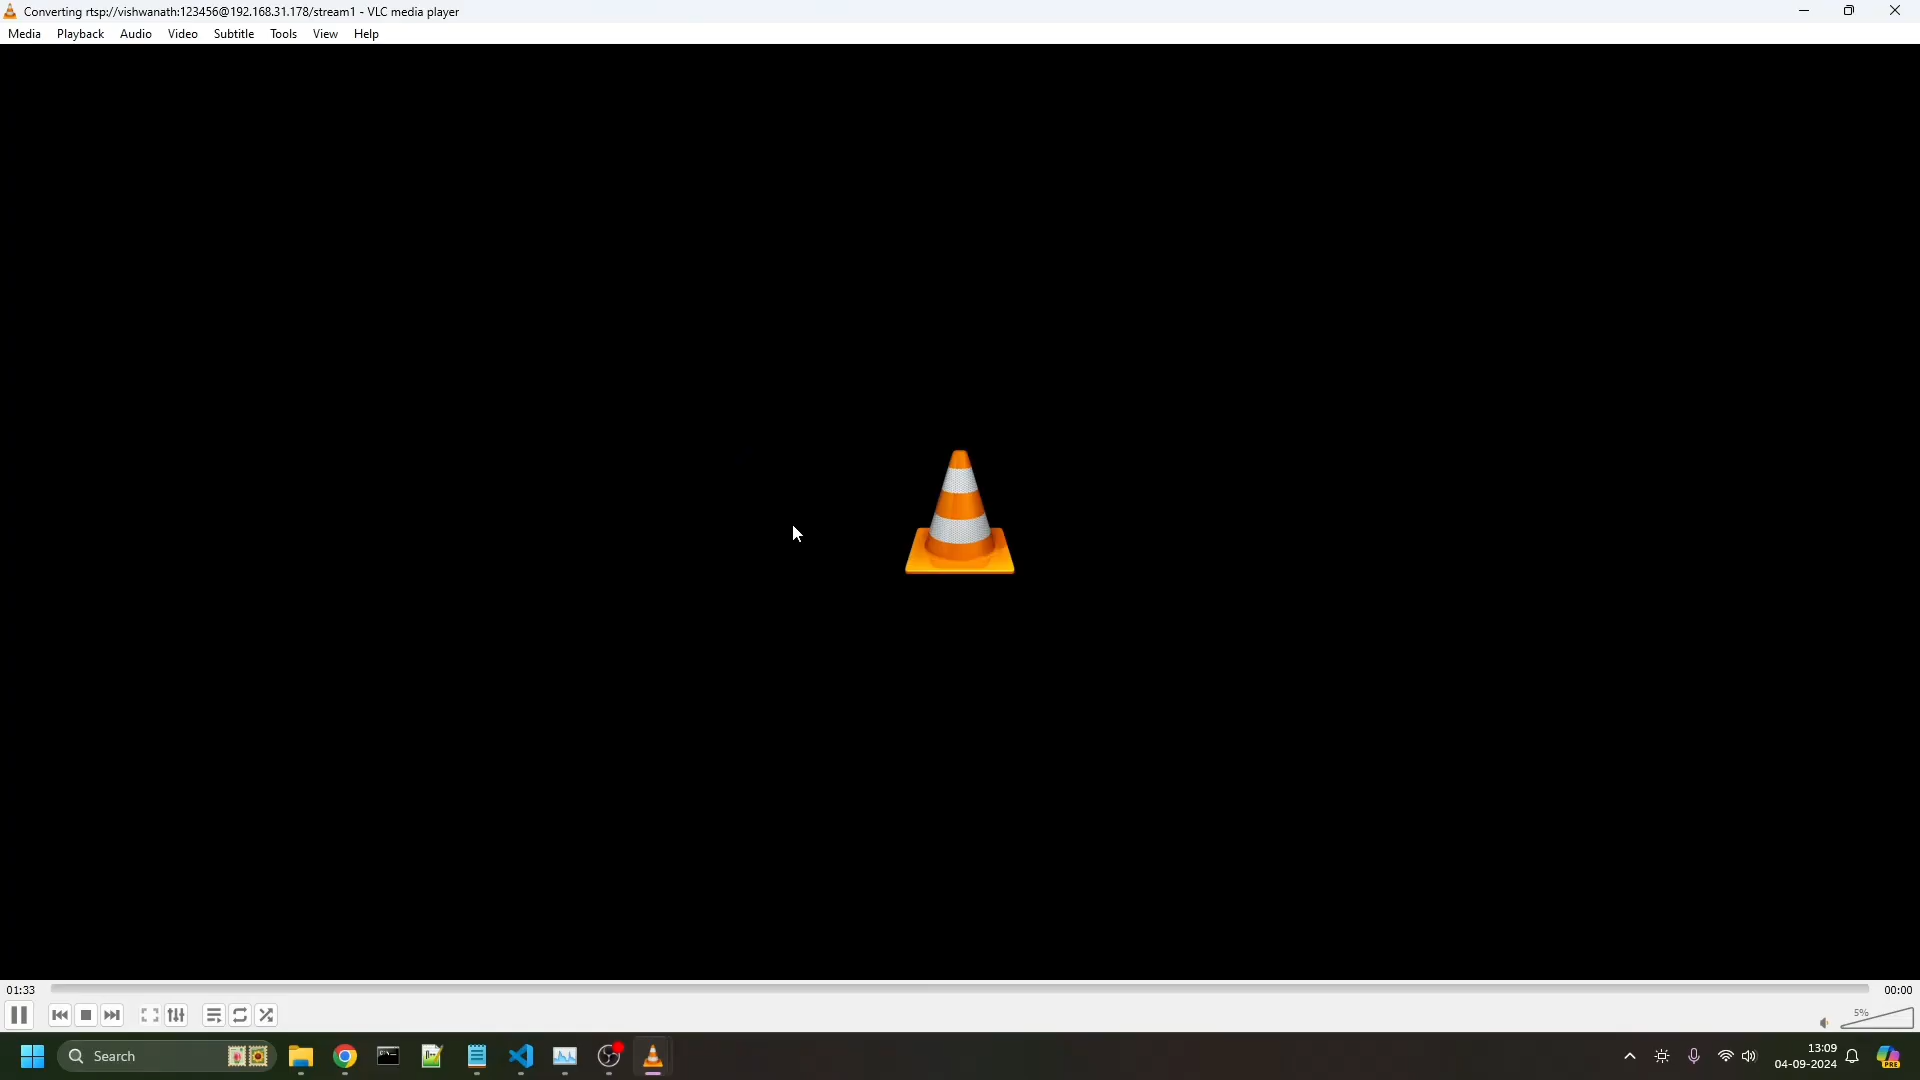 Converting rtsp://vishwanath:123456@192.168.31.178/stream1 - VLC media player
Media Playback Audio Video Subtitle Tools View Help
01:33
00:00
5%
Search
13:09
04-09-2024
PRE